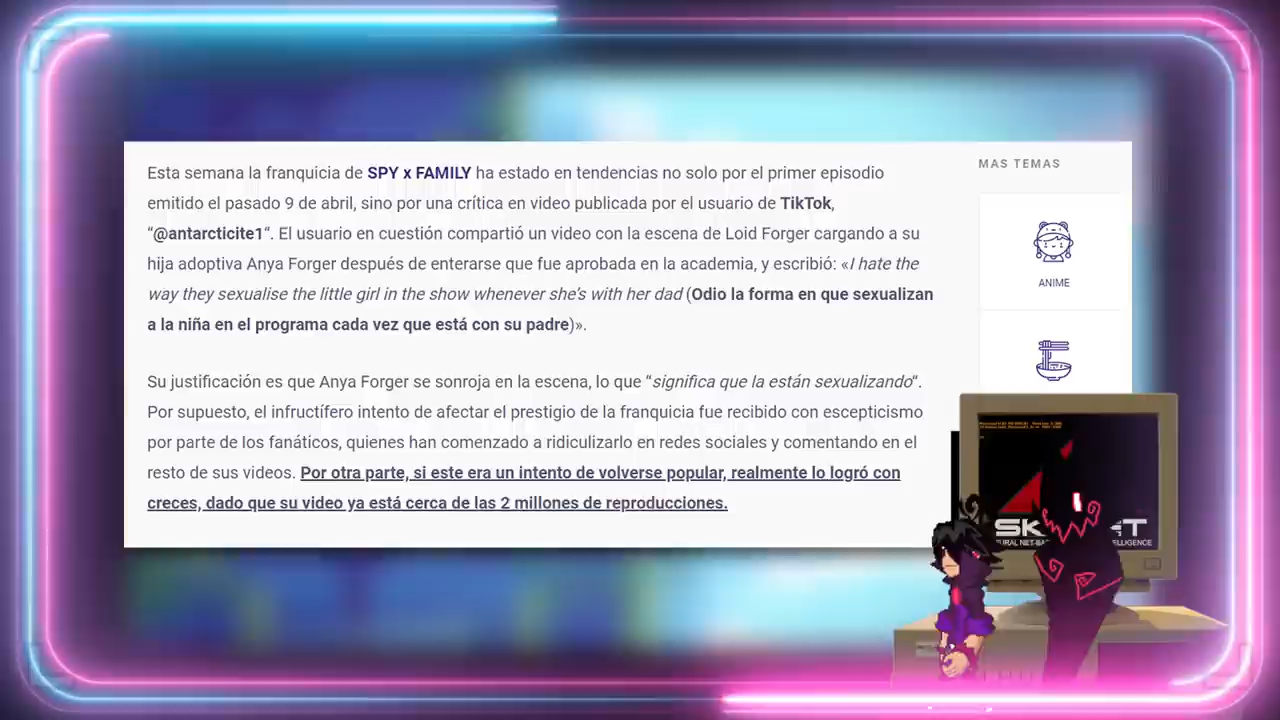 Esta semana la franquicia de SPY x FAMILY ha estado en tendencias no solo por el primer episodio
emitido el pasado 9 de abril, sino por una crítica en video publicada por el usuario de TikTok,
“@antarcticite1“. El usuario en cuestión compartió un video con la escena de Loid Forger cargando a su
hija adoptiva Anya Forger después de enterarse que fue aprobada en la academia, y escribió: «I hate the
way they sexualise the little girl in the show whenever she’s with her dad (Odio la forma en que sexualizan
a la niña en el programa cada vez que está con su padre)».
Su justificación es que Anya Forger se sonroja en la escena, lo que “significa que la están sexualizando“.
Por supuesto, el infructífero intento de afectar el prestigio de la franquicia fue recibido con escepticismo
por parte de los fanáticos, quienes han comenzado a ridiculizarlo en redes sociales y comentando en el
resto de sus videos. Por otra parte, si este era un intento de volverse popular, realmente lo logró con
creces, dado que su video ya está cerca de las 2 millones de reproducciones.
MAS TEMAS
ANIME